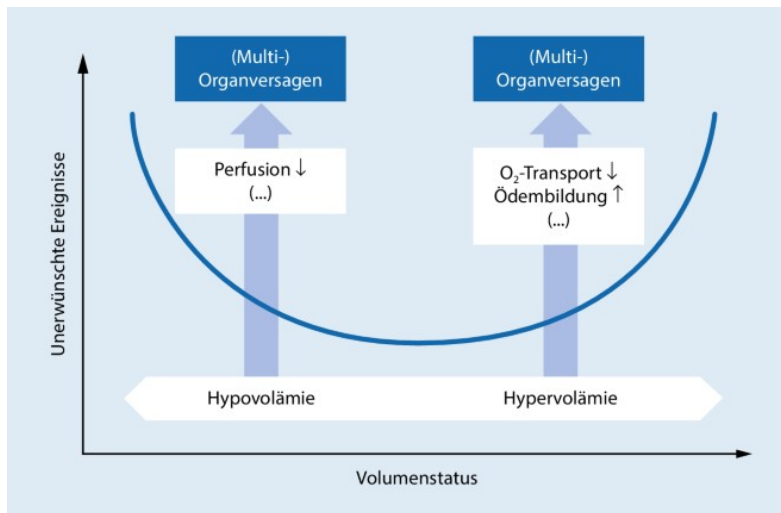 (Multi-)
Organversagen
(Multi-)
Organversagen
Perfusion ↓
(...)
O₂-Transport ↓
Ödembildung ↑
(...)
Unerwünschte Ereignisse
Hypovolämie
Hypervolämie
Volumenstatus